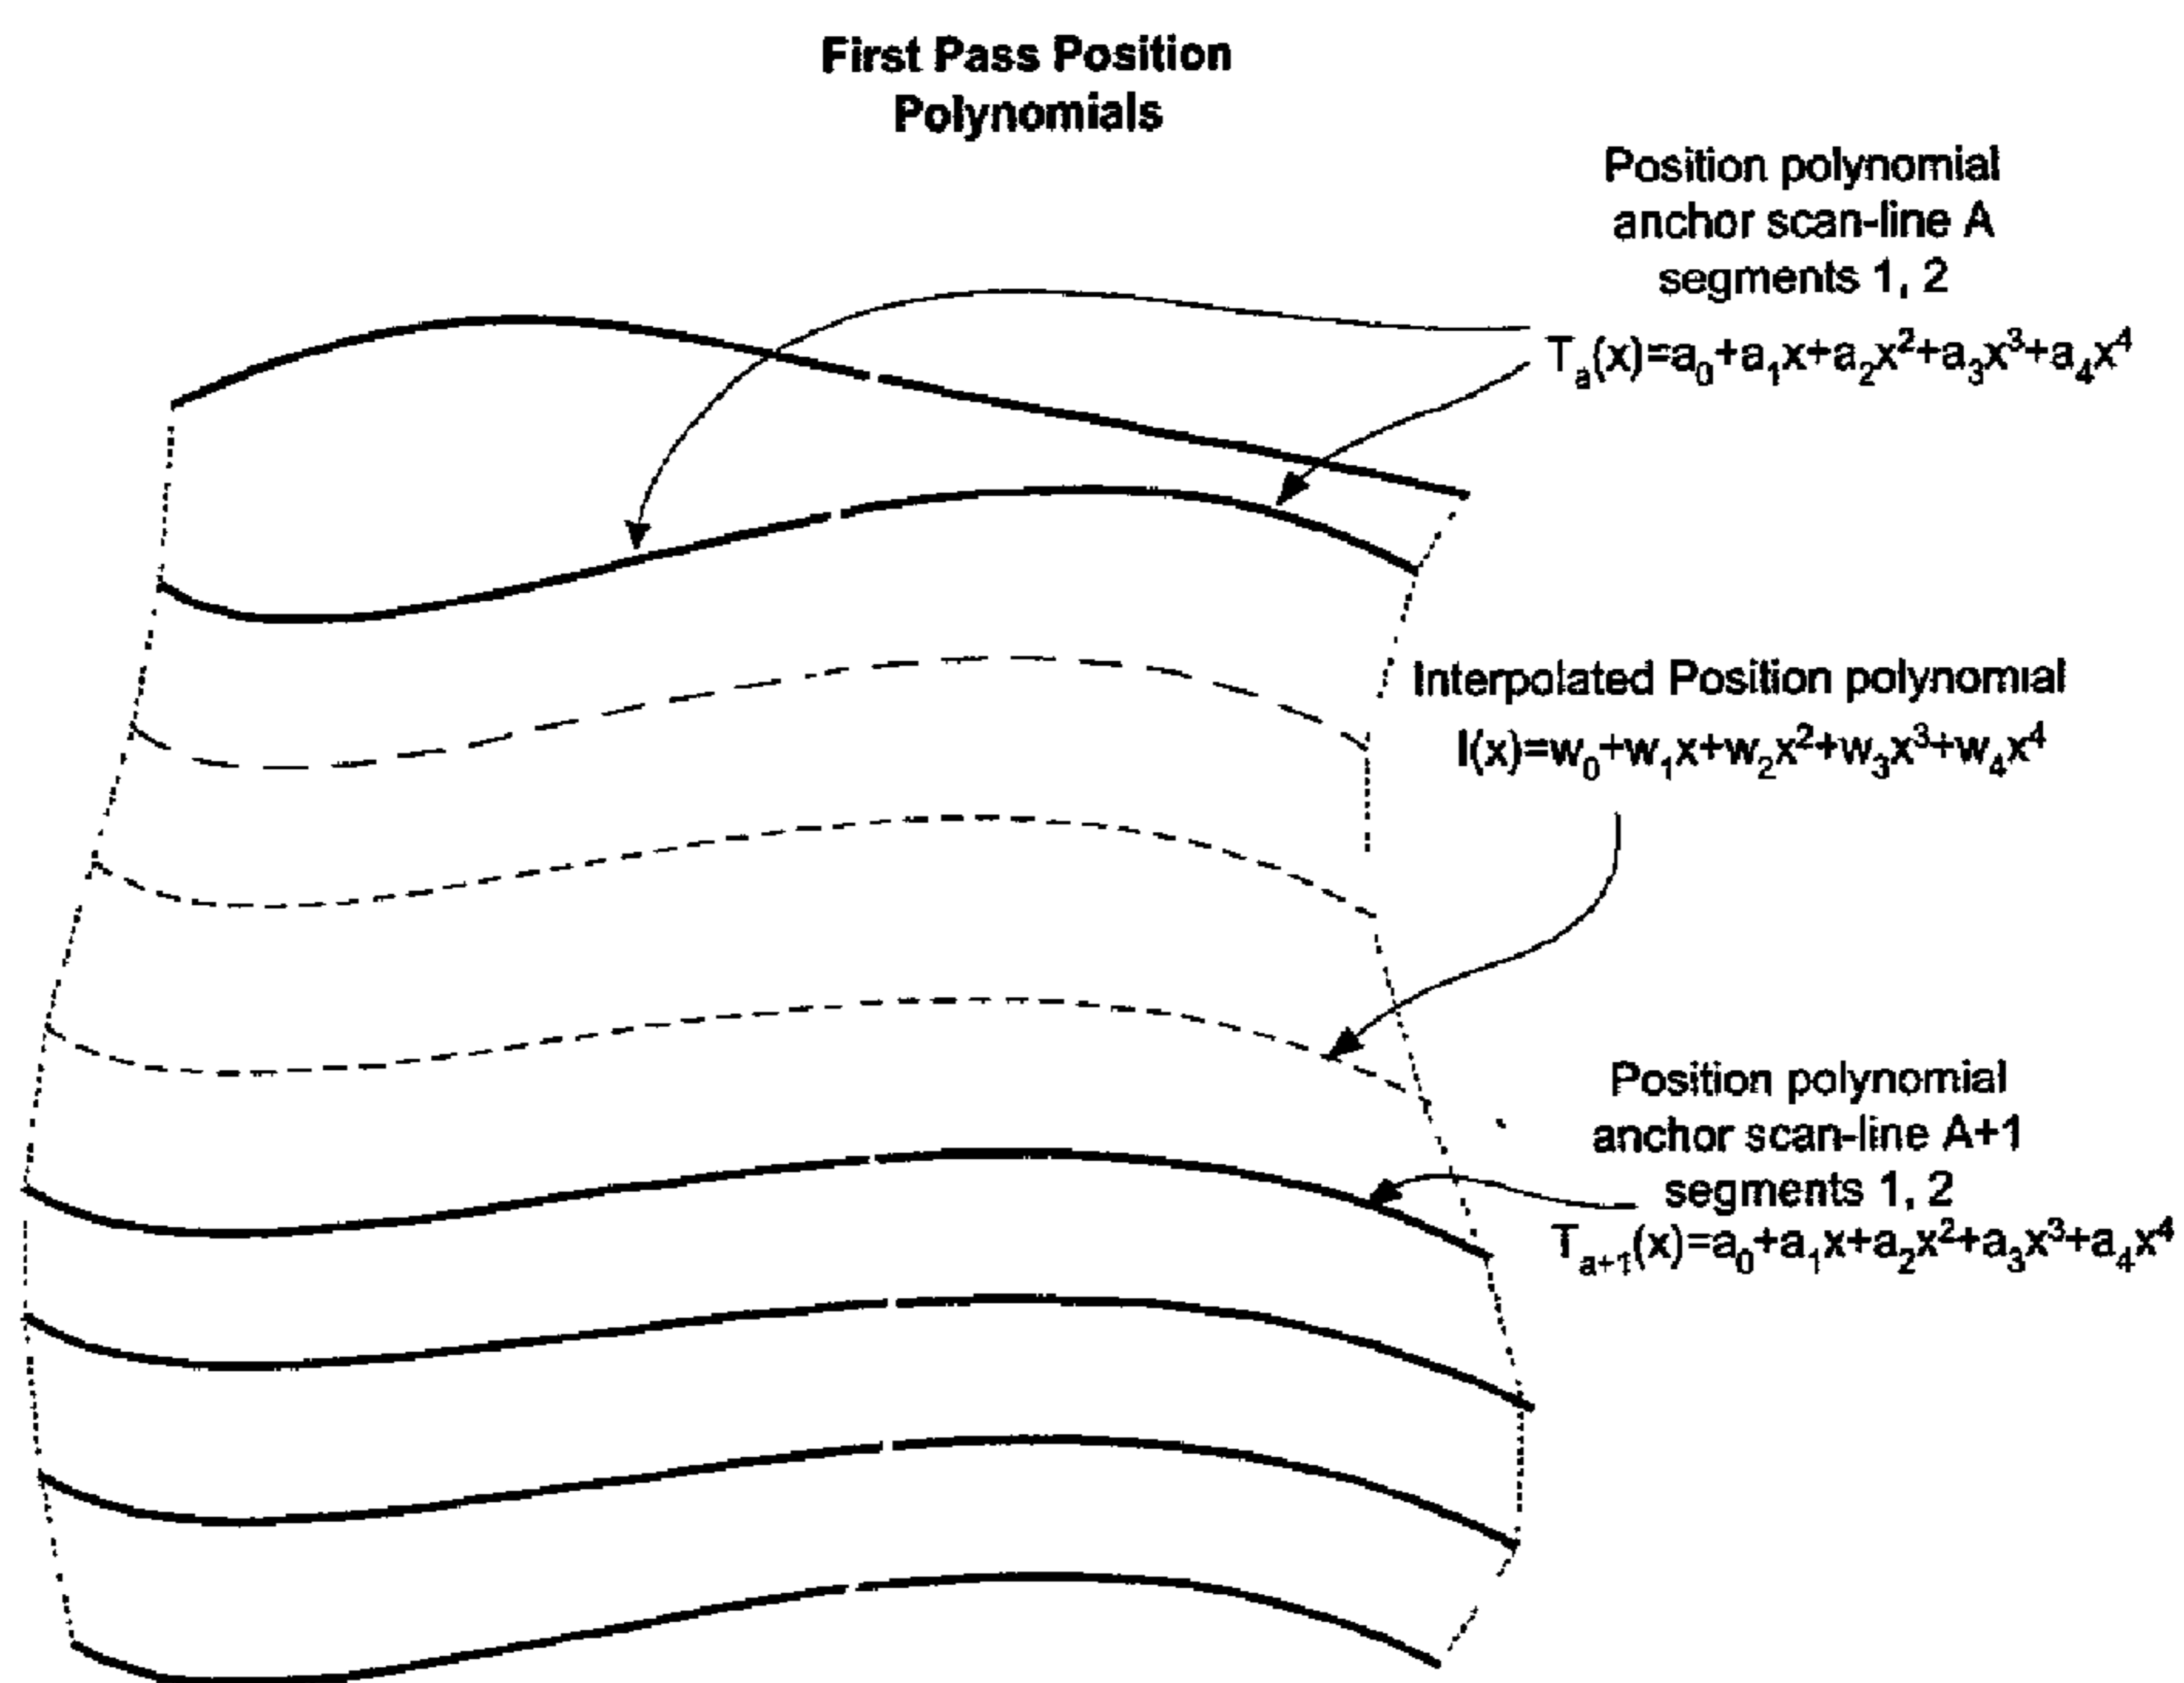 First Pass Position
Polynomials
Position polynomial
anchor scan-line A
segments 1, 2
Tₐ(x)=a₀+a₁x+a₂x²+a₃x³+a₄x⁴
Interpolated Position polynomial
I(x)=w₀+w₁x+w₂x²+w₃x³+w₄x⁴
Position polynomial
anchor scan-line A+1
segments 1, 2
Tₐ₊₁(x)=a₀+a₁x+a₂x²+a₃x³+a₄x⁴